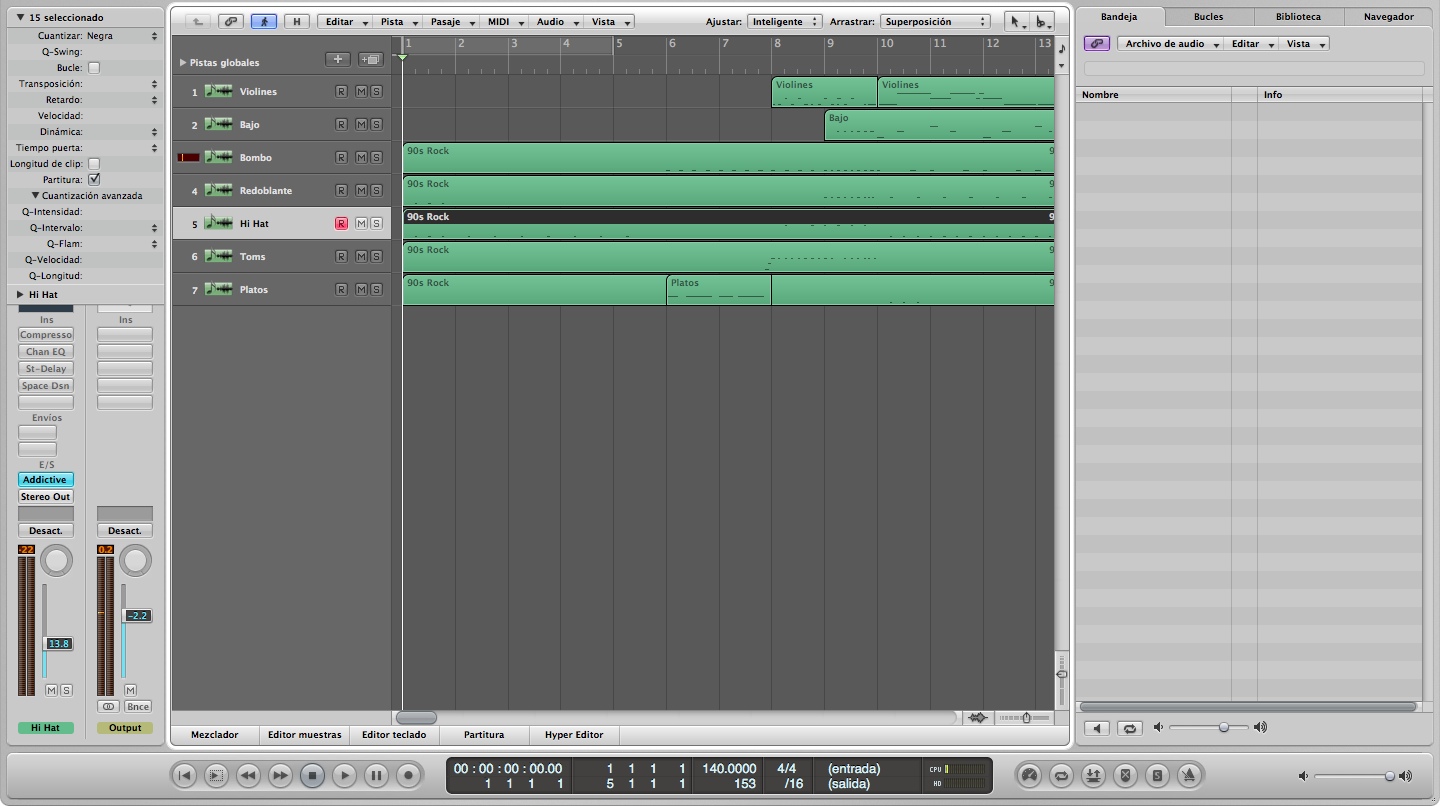 15 seleccionado
Cuantizar: Negra
Q-Swing:
Bucle:
Transposición:
Retardo:
Velocidad:
Dinámica:
Tiempo puerta:
Longitud de clip:
Partitura:
Cuantización avanzada
Q-Intensidad:
Q-Intervalo:
Q-Flam:
Q-Velocidad:
Q-Longitud:
Hi Hat
Ins Ins
Compresso
Chan EQ
St-Delay
Space Dsn
Envíos
E/S
Addictive
Stereo Out
Desact. Desact.
-22 0.2
-2.2
13.8
M S M
Bnce
Hi Hat Output
H Editar Pista Pasaje MIDI Audio Vista Ajustar: Inteligente Arrastrar: Superposición
1 2 3 4 5 6 7 8 9 10 11 12 13
Pistas globales
1 Violines R M S Violines Violines
2 Bajo R M S Bajo
Bombo R M S 90s Rock 9
4 Redoblante R M S 90s Rock 9
5 Hi Hat R M S 90s Rock 9
6 Toms R M S 90s Rock 9
7 Platos R M S 90s Rock Platos 9
Mezclador Editor muestras Editor teclado Partitura Hyper Editor
Bandeja Bucles Biblioteca Navegador
Archivo de audio Editar Vista
Nombre Info
00 : 00 : 00 : 00.00 1 1 1 1 140.0000 4/4 (entrada) CPU
1 1 1 1 5 1 1 1 153 /16 (salida) HD
S